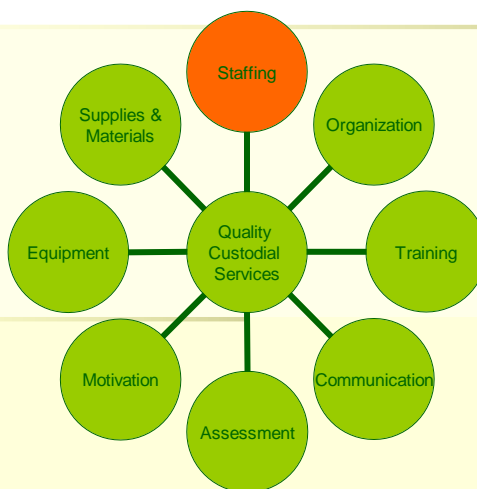 Staffing
Supplies &
Materials
Organization
Quality
Custodial
Services
Equipment
Training
Motivation
Communication
Assessment